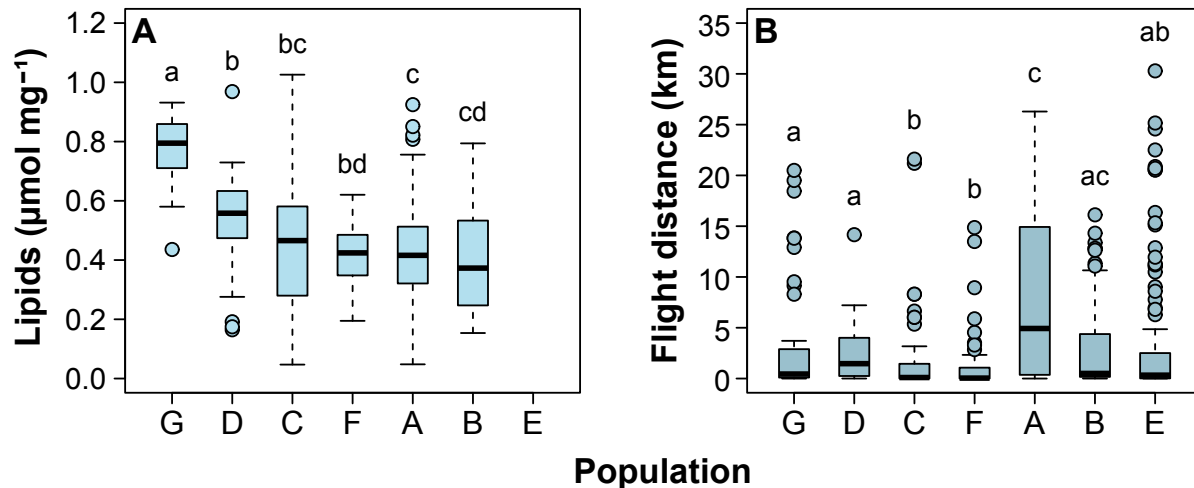 A
Lipids (μmol mg⁻¹)
1.2
1.0
0.8
0.6
0.4
0.2
0.0
a
b
bc
bd
c
cd
G D C F A B E
B
Flight distance (km)
35
30
25
20
15
10
5
0
a
a
b
b
c
ac
ab
G D C F A B E
Population